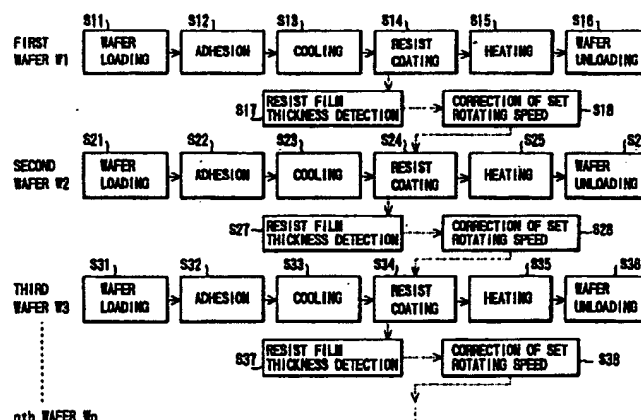 S11 S12 S13 S14 S15 S16
FIRST WAFER LOADING ADHESION COOLING RESIST COATING HEATING WAFER UNLOADING
WAFER W1
S17 RESIST FILM THICKNESS DETECTION CORRECTION OF SET ROTATING SPEED S18
S21 S22 S23 S24 S25
SECOND WAFER LOADING ADHESION COOLING RESIST COATING HEATING WAFER UNLOADING
WAFER W2
S27 RESIST FILM THICKNESS DETECTION CORRECTION OF SET ROTATING SPEED S28
S31 S32 S33 S34 S35 S36
THIRD WAFER LOADING ADHESION COOLING RESIST COATING HEATING WAFER UNLOADING
WAFER W3
S37 RESIST FILM THICKNESS DETECTION CORRECTION OF SET ROTATING SPEED S38
nth WAFER Wn